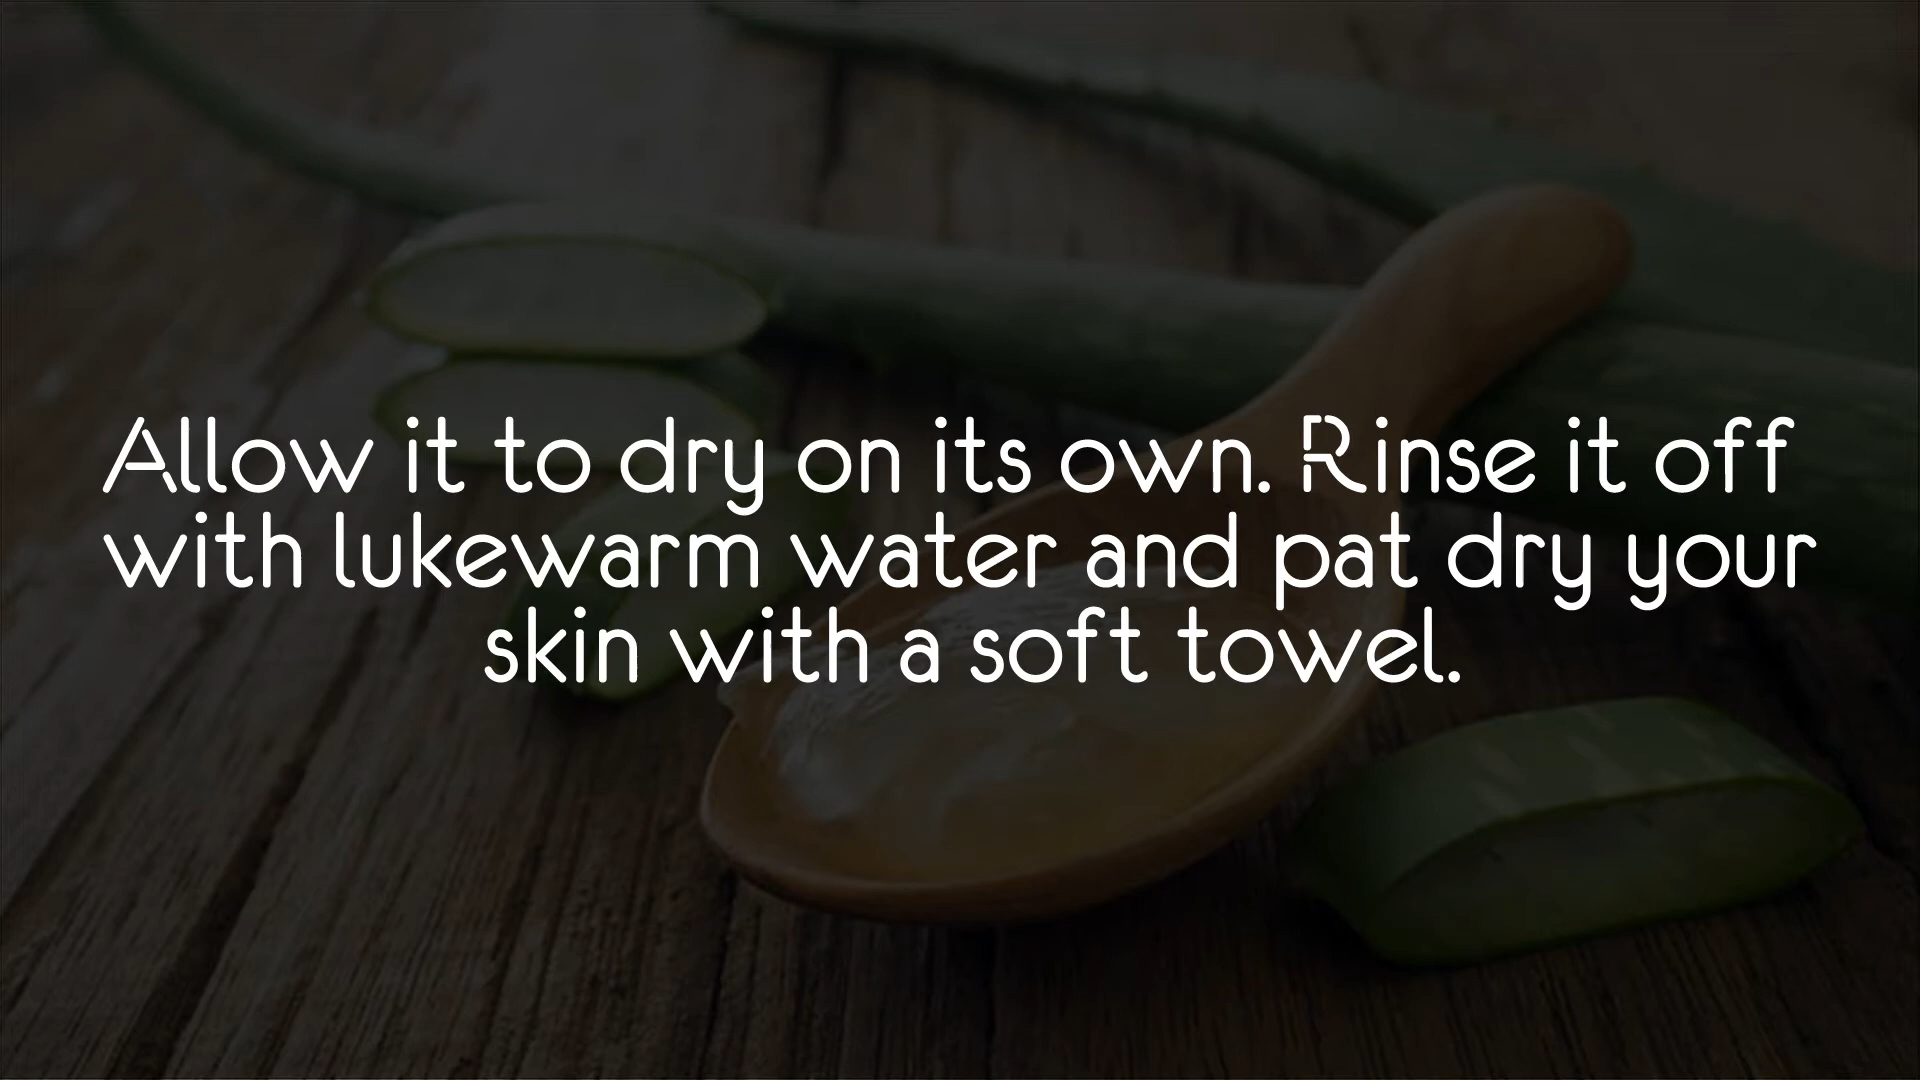 Allow it to dry on its own. Rinse it off
with lukewarm water and pat dry your
skin with a soft towel.